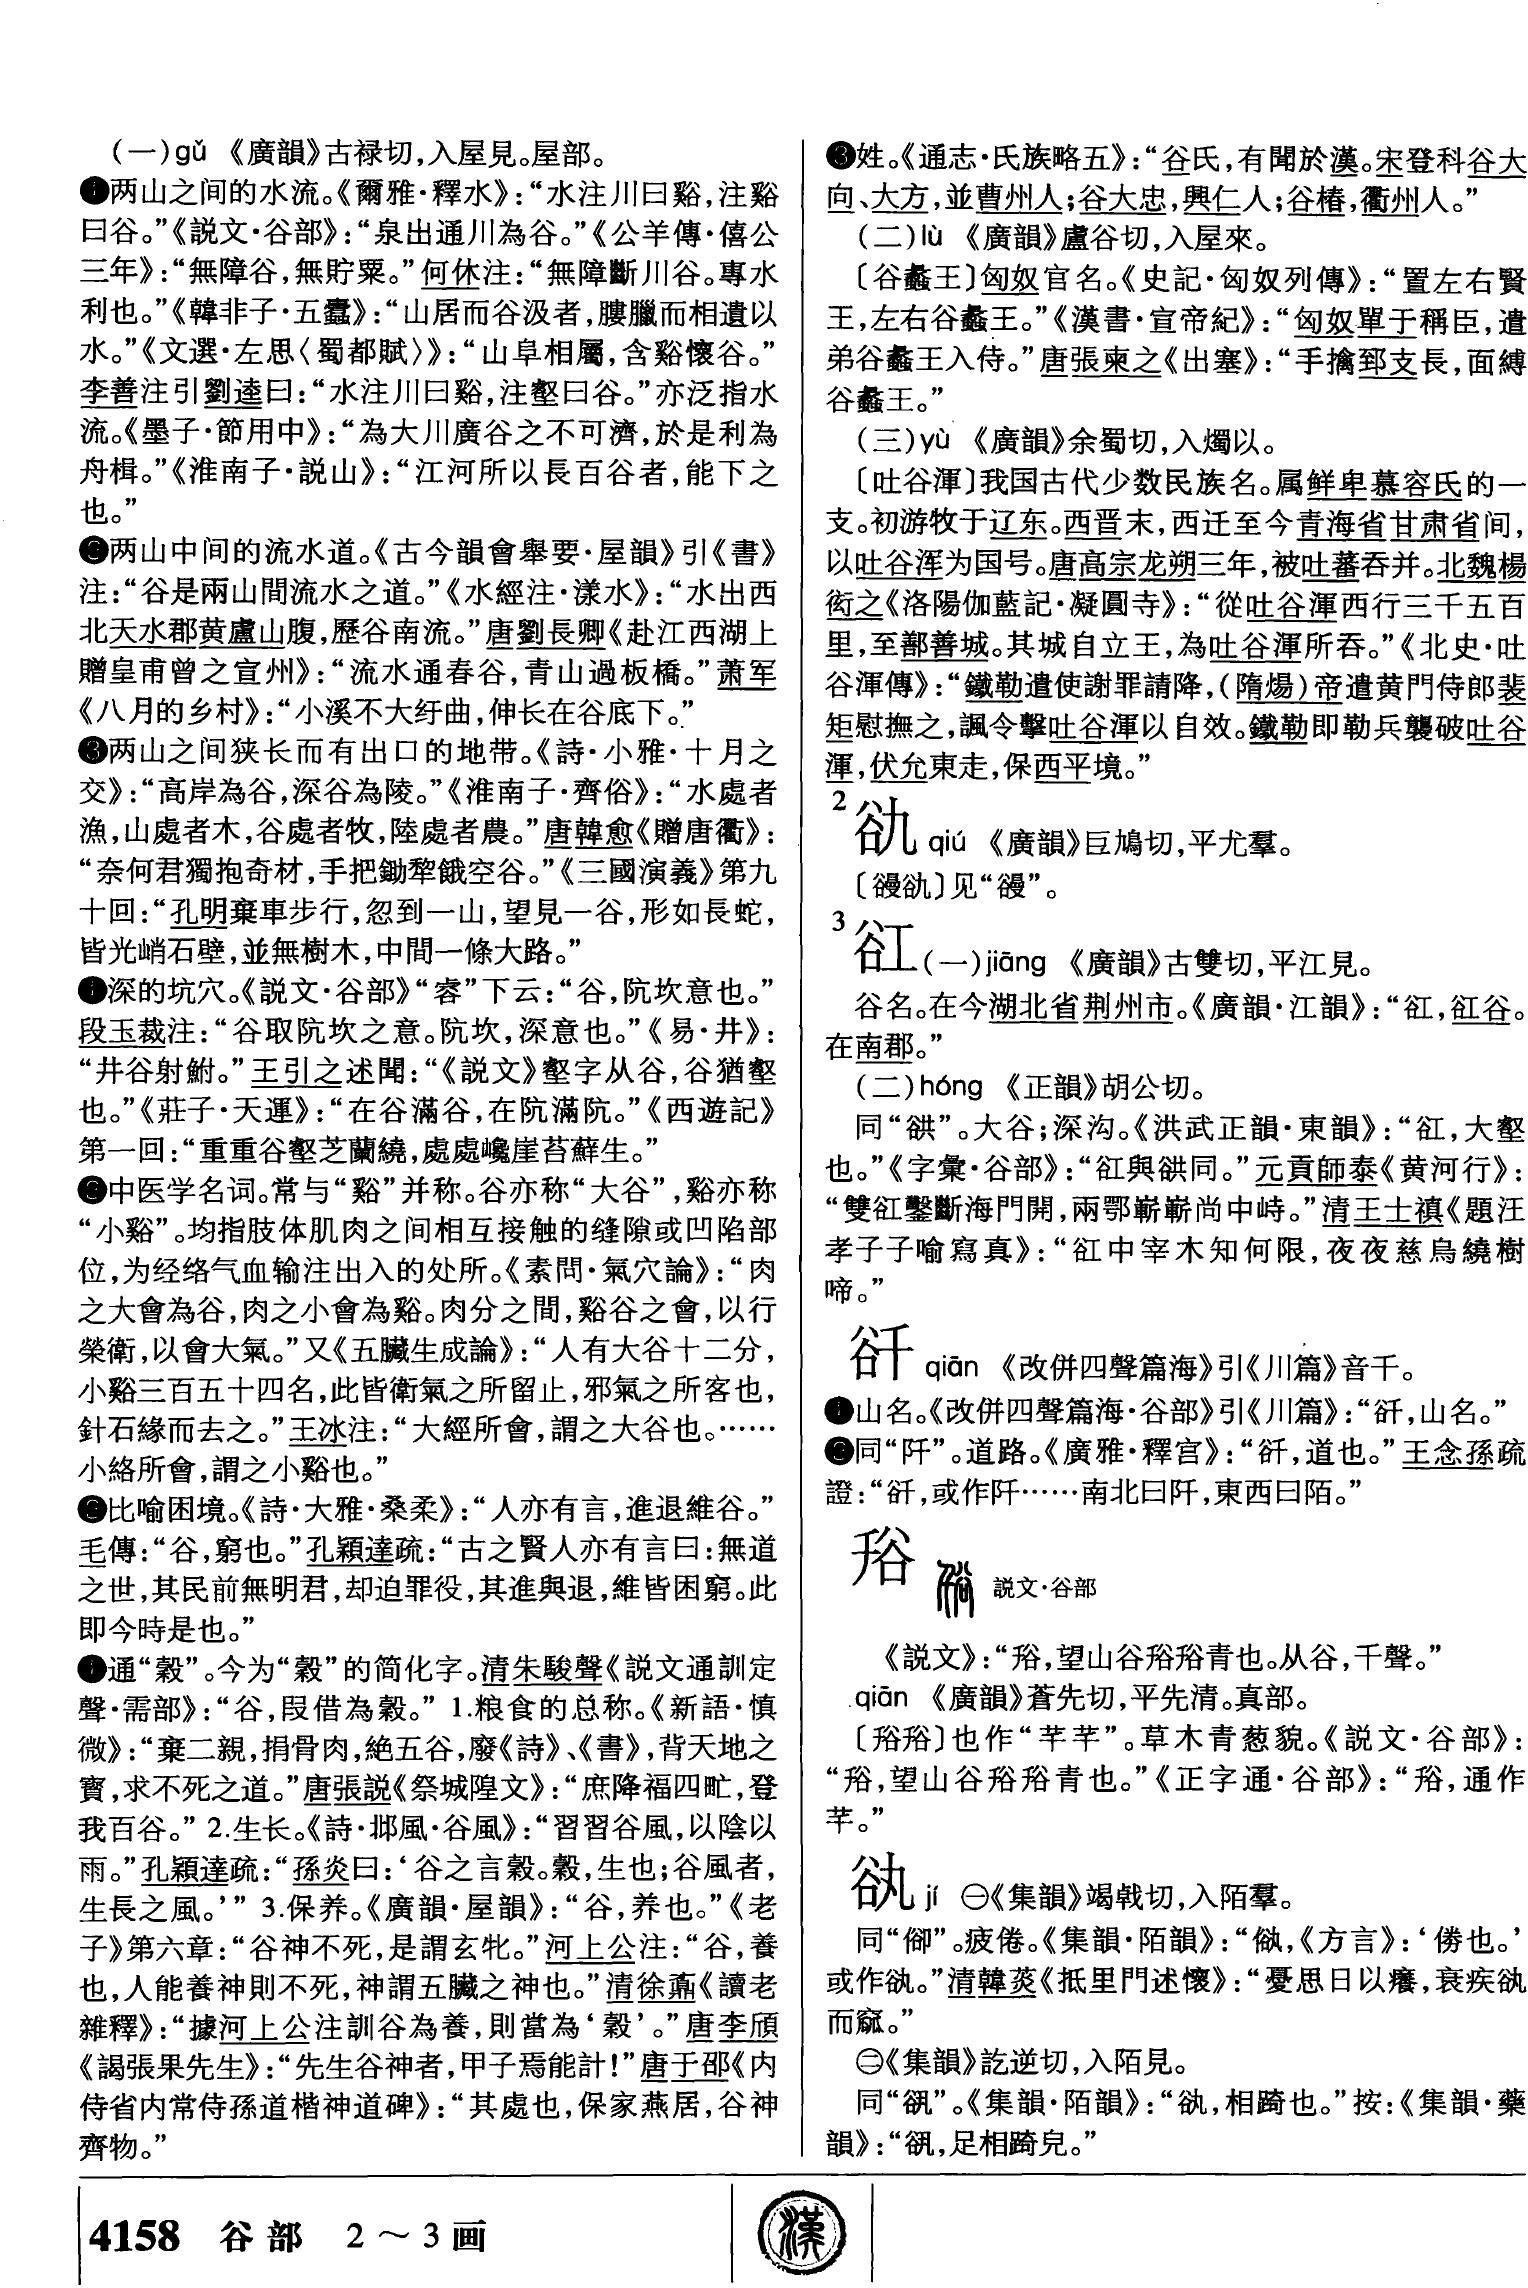 (一)gǔ 《廣韻》古禄切,入屋見。屋部。
❶两山之间的水流。《爾雅·釋水》:“水注川曰谿,注谿
曰谷。”《説文·谷部》:“泉出通川為谷。”《公羊傳·僖公
三年》:“無障谷,無貯粟。”何休注:“無障斷川谷。專水
利也。”《韓非子·五蠹》:“山居而谷汲者,膢臘而相遺以
水。”《文選·左思〈蜀都賦〉》:“山阜相屬,含谿懷谷。”
李善注引劉逵曰:“水注川曰谿,注壑曰谷。”亦泛指水
流。《墨子·節用中》:“為大川廣谷之不可濟,於是利為
舟楫。”《淮南子·説山》:“江河所以長百谷者,能下之
也。”
❷两山中间的流水道。《古今韻會舉要·屋韻》引《書》
注:“谷是兩山間流水之道。”《水經注·漾水》:“水出西
北天水郡黄盧山腹,歷谷南流。”唐劉長卿《赴江西湖上
贈皇甫曾之宣州》:“流水通春谷,青山過板橋。”萧军
《八月的乡村》:“小溪不大纡曲,伸长在谷底下。”
❸两山之间狭长而有出口的地带。《詩·小雅·十月之
交》:“高岸為谷,深谷為陵。”《淮南子·齊俗》:“水處者
漁,山處者木,谷處者牧,陸處者農。”唐韓愈《贈唐衢》:
“奈何君獨抱奇材,手把鋤犂餓空谷。”《三國演義》第九
十回:“孔明棄車步行,忽到一山,望見一谷,形如長蛇,
皆光峭石壁,並無樹木,中間一條大路。”
❹深的坑穴。《説文·谷部》“㕡”下云:“谷,阬坎意也。”
段玉裁注:“谷取阬坎之意。阬坎,深意也。”《易·井》:
“井谷射鮒。”王引之述聞:“《説文》壑字从谷,谷猶壑
也。”《莊子·天運》:“在谷滿谷,在阬滿阬。”《西遊記》
第一回:“重重谷壑芝蘭繞,處處巉崖苔蘚生。”
❺中医学名词。常与“谿”并称。谷亦称“大谷”,谿亦称
“小谿”。均指肢体肌肉之间相互接触的缝隙或凹陷部
位,为经络气血输注出入的处所。《素問·氣穴論》:“肉
之大會為谷,肉之小會為谿。肉分之間,谿谷之會,以行
榮衛,以會大氣。”又《五臟生成論》:“人有大谷十二分,
小谿三百五十四名,此皆衛氣之所留止,邪氣之所客也,
針石緣而去之。”王冰注:“大經所會,謂之大谷也。……
小絡所會,謂之小谿也。”
❻比喻困境。《詩·大雅·桑柔》:“人亦有言,進退維谷。”
毛傳:“谷,窮也。”孔穎達疏:“古之賢人亦有言曰:無道
之世,其民前無明君,却迫罪役,其進與退,維皆困窮。此
即今時是也。”
❼通“穀”。今为“穀”的简化字。清朱駿聲《説文通訓定
聲·需部》:“谷,叚借為穀。” 1.粮食的总称。《新語·慎
微》:“棄二親,捐骨肉,絶五谷,廢《詩》、《書》,背天地之
寶,求不死之道。”唐張説《祭城隍文》:“庶降福四甿,登
我百谷。” 2.生长。《詩·邶風·谷風》:“習習谷風,以陰以
雨。”孔穎達疏:“孫炎曰:‘谷之言穀。穀,生也;谷風者,
生長之風。’” 3.保养。《廣韻·屋韻》:“谷,养也。”《老
子》第六章:“谷神不死,是謂玄牝。”河上公注:“谷,養
也,人能養神則不死,神謂五臟之神也。”清徐鼒《讀老
雜釋》:“據河上公注訓谷為養,則當為‘穀’。”唐李頎
《謁張果先生》:“先生谷神者,甲子焉能計!”唐于邵《内
侍省内常侍孫道楷神道碑》:“其處也,保家燕居,谷神
齊物。”
❽姓。《通志·氏族略五》:“谷氏,有聞於漢。宋登科谷大
向、大方,並曹州人;谷大忠,興仁人;谷椿,衢州人。”
(二)lù 《廣韻》盧谷切,入屋來。
〔谷蠡王〕匈奴官名。《史記·匈奴列傳》:“置左右賢
王,左右谷蠡王。”《漢書·宣帝紀》:“匈奴單于稱臣,遣
弟谷蠡王入侍。”唐張柬之《出塞》:“手擒郅支長,面縛
谷蠡王。”
(三)yù 《廣韻》余蜀切,入燭以。
〔吐谷渾〕我国古代少数民族名。属鲜卑慕容氏的一
支。初游牧于辽东。西晋末,西迁至今青海省甘肃省间,
以吐谷浑为国号。唐高宗龙朔三年,被吐蕃吞并。北魏楊
衒之《洛陽伽藍記·凝圓寺》:“從吐谷渾西行三千五百
里,至鄯善城。其城自立王,為吐谷渾所吞。”《北史·吐
谷渾傳》:“鐵勒遣使謝罪請降,(隋煬)帝遣黄門侍郎裴
矩慰撫之,諷令擊吐谷渾以自效。鐵勒即勒兵襲破吐谷
渾,伏允東走,保西平境。”
2 㕤 qiú 《廣韻》巨鳩切,平尤羣。
〔䜱㕤〕见“䜱”。
3 谾(一)jiāng 《廣韻》古雙切,平江見。
谷名。在今湖北省荆州市。《廣韻·江韻》:“𧮬,𧮬谷。
在南郡。”
(二)hóng 《正韻》胡公切。
同“谼”。大谷;深沟。《洪武正韻·東韻》:“𧮬,大壑
也。”《字彙·谷部》:“𧮬與谼同。”元貢師泰《黄河行》:
“雙𧮬鑿斷海門開,兩鄂嶄嶄尚中峙。”清王士禛《題汪
孝子子喻寫真》:“𧮬中宰木知何限,夜夜慈烏繞樹
啼。”
谸 qiān 《改併四聲篇海》引《川篇》音千。
❶山名。《改併四聲篇海·谷部》引《川篇》:“谸,山名。”
❷同“阡”。道路。《廣雅·釋宫》:“谸,道也。”王念孫疏
證:“谸,或作阡……南北曰阡,東西曰陌。”
谸 説文·谷部
《説文》:“谸,望山谷谸谸青也。从谷,千聲。”
qiān 《廣韻》蒼先切,平先清。真部。
〔谸谸〕也作“芊芊”。草木青葱貌。《説文·谷部》:
“谸,望山谷谸谸青也。”《正字通·谷部》:“谸,通作
芊。”
jí ㊀《集韻》竭戟切,入陌羣。
同“㑢”。疲倦。《集韻·陌韻》:“《方言》:‘㑢也。’
或作。”清韓菼《抵里門述懷》:“憂思日以癢,衰疾
而窳。”
㊁《集韻》訖逆切,入陌見。
同。《集韻·陌韻》:“相踦也。”按:《集韻·藥
韻》:“足相踦皃。”
4158 谷部 2～3画
漢